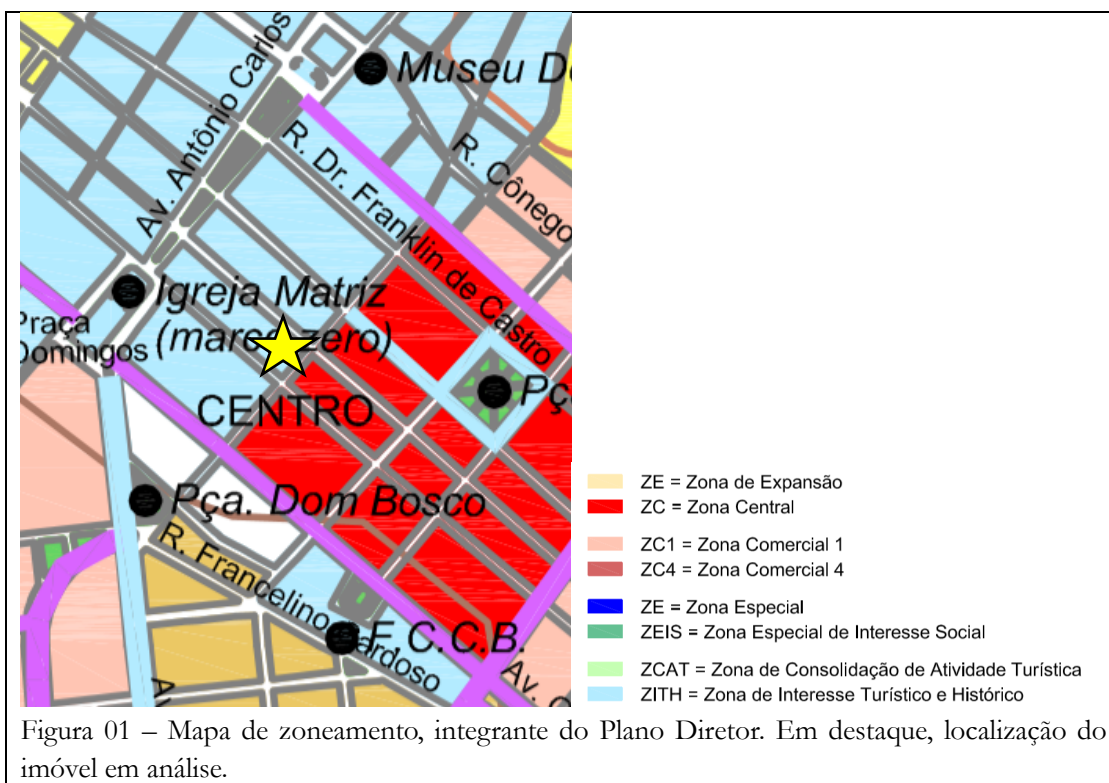 Museu D
Av. Antônio Carlos
R. Dr. Franklin de Castro
R. Cônego
Igreja Matriz
(marco zero)
Praça
Domingos
CENTRO
Pç
Pça. Dom Bosco
R. Francelino Cardoso
F.C.C.B.
Av.
ZE = Zona de Expansão
ZC = Zona Central
ZC1 = Zona Comercial 1
ZC4 = Zona Comercial 4
ZE = Zona Especial
ZEIS = Zona Especial de Interesse Social
ZCAT = Zona de Consolidação de Atividade Turística
ZITH = Zona de Interesse Turístico e Histórico
Figura 01 – Mapa de zoneamento, integrante do Plano Diretor. Em destaque, localização do
imóvel em análise.